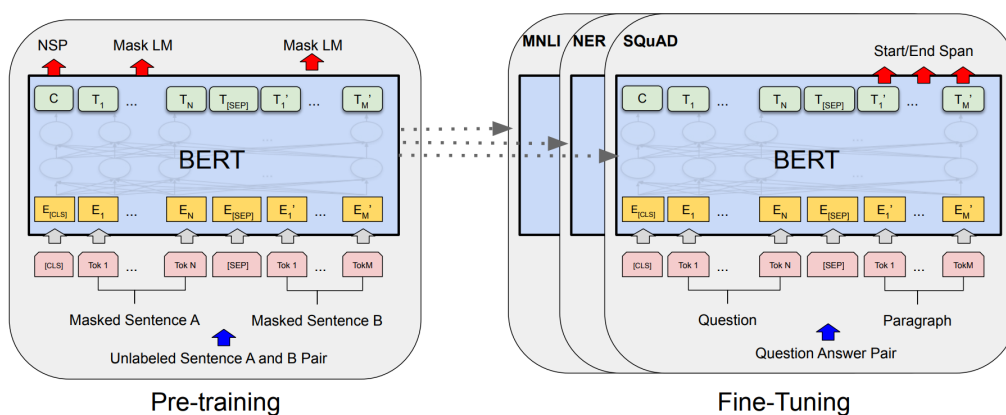 NSP Mask LM Mask LM
C T1 ... TN T[SEP] T1' ... TM'
BERT
E[CLS] E1 ... EN E[SEP] E1' ... EM'
[CLS] Tok 1 ... Tok N [SEP] Tok 1 ... TokM
Masked Sentence A Masked Sentence B
Unlabeled Sentence A and B Pair
Pre-training
MNLI NER SQuAD
Start/End Span
C T1 ... TN T[SEP] T1' ... TM'
BERT
E[CLS] E1 ... EN E[SEP] E1' ... EM'
[CLS] Tok 1 ... Tok N [SEP] Tok 1 ... TokM
Question Paragraph
Question Answer Pair
Fine-Tuning